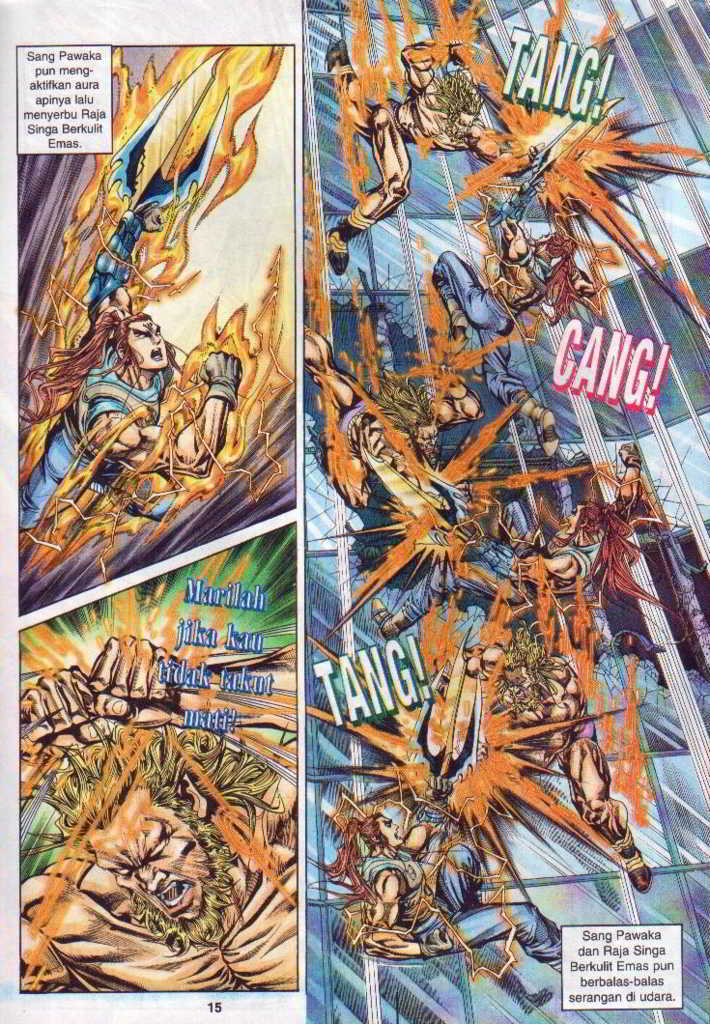 Sang Pawaka
pun meng-
aktifkan aura
apinya lalu
menyerbu Raja
Singa Berkulit
Emas.
Marilah
jika kau
tidak takut
mati!
TANG!
CANG!
TANG!
Sang Pawaka
dan Raja Singa
Berkulit Emas pun
berbalas-balas
serangan di udara.
15